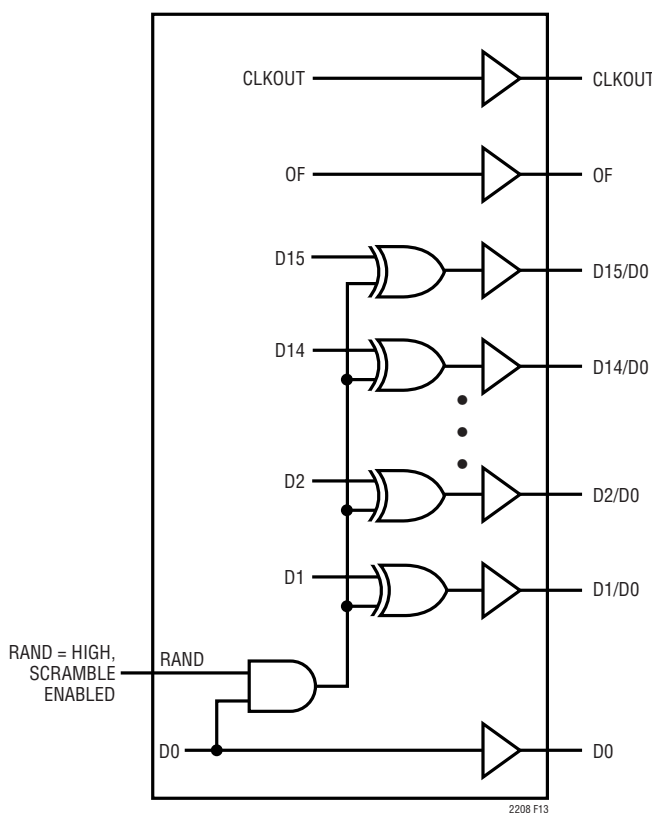 CLKOUT CLKOUT
OF OF
D15 D15/D0
D14 D14/D0
D2 D2/D0
D1 D1/D0
RAND = HIGH,
SCRAMBLE
ENABLED
RAND
D0 D0
2208 F13